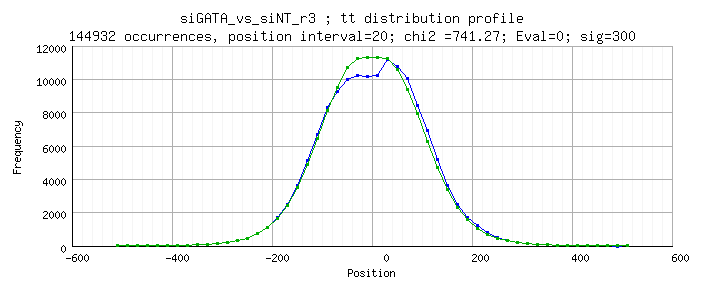 siGATA_vs_siNT_r3 ; tt distribution profile
144932 occurrences, position interval=20; chi2 =741.27; Eval=0; sig=300
12000
10000
8000
6000
4000
2000
0
Frequency
-600 -400 -200 0 200 400 600
Position